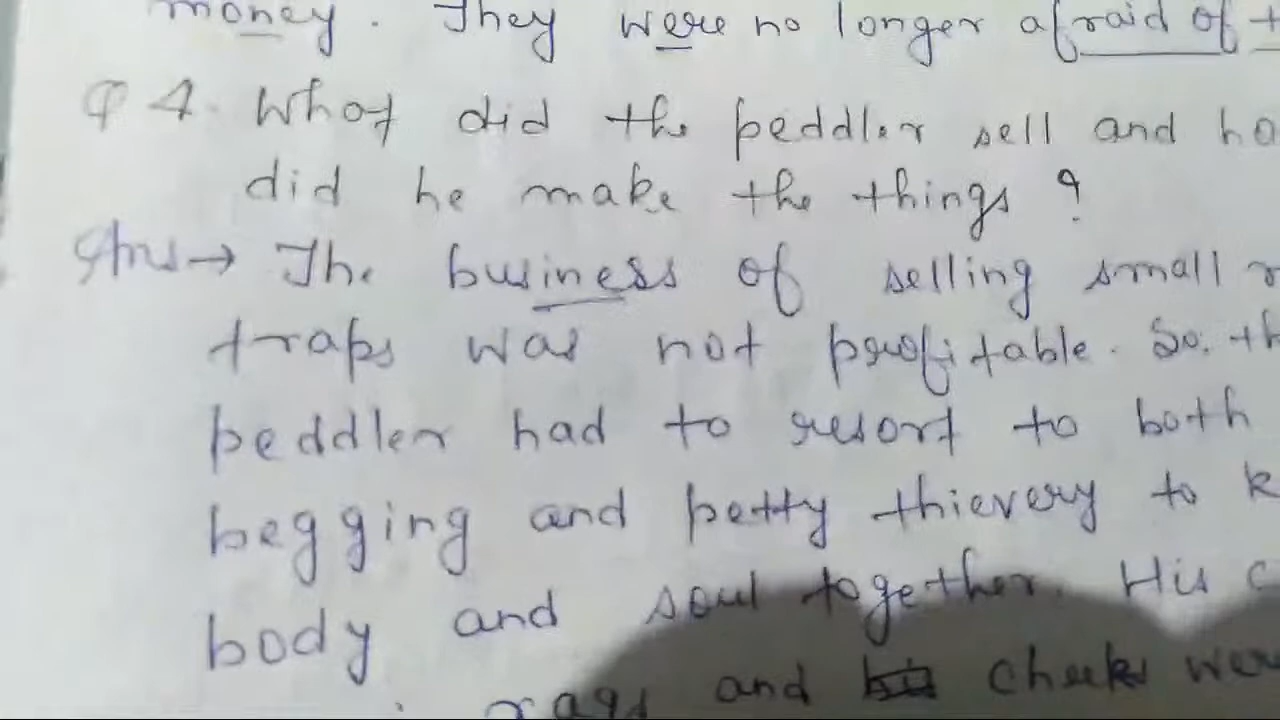 money. They were no longer afraid of
Q 4. What did the peddler sell and
did he make the things ?
Ans → The business of selling small
traps was not profitable. So. th
peddler had to resort to both
begging and petty thievery to k
body and soul together. His
rags and cheeks wer